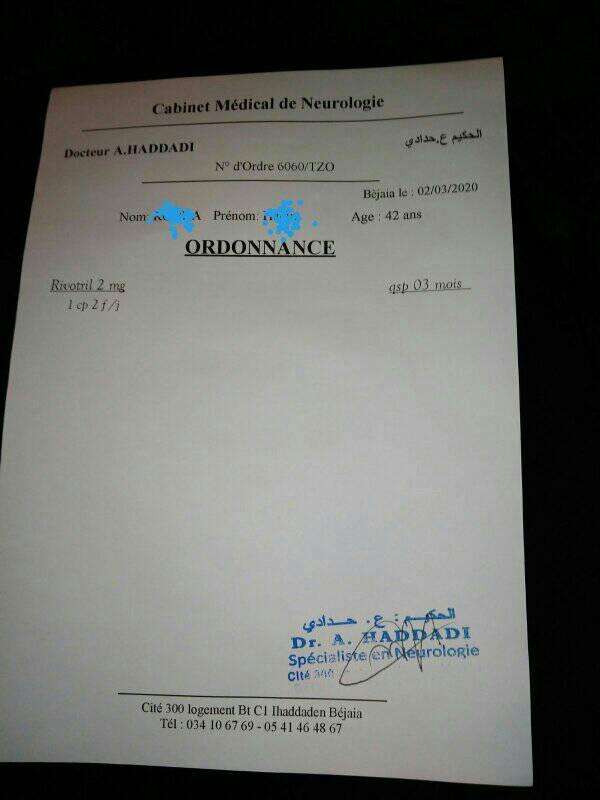 Cabinet Médical de Neurologie
Docteur A.HADDADI
الحكيم ع.حدادي
N° d'Ordre 6060/TZO
Bèjaia le : 02/03/2020
Nom: Prénom: Age : 42 ans
ORDONNANCE
Rivotril 2 mg qsp 03 mois
1 cp 2 f/j
الحكيم : ع. حدادي
Dr. A. HADDADI
Spécialiste en Neurologie
Cité 300
Cité 300 logement Bt C1 Ihaddaden Béjaia
Tél : 034 10 67 69 - 05 41 46 48 67